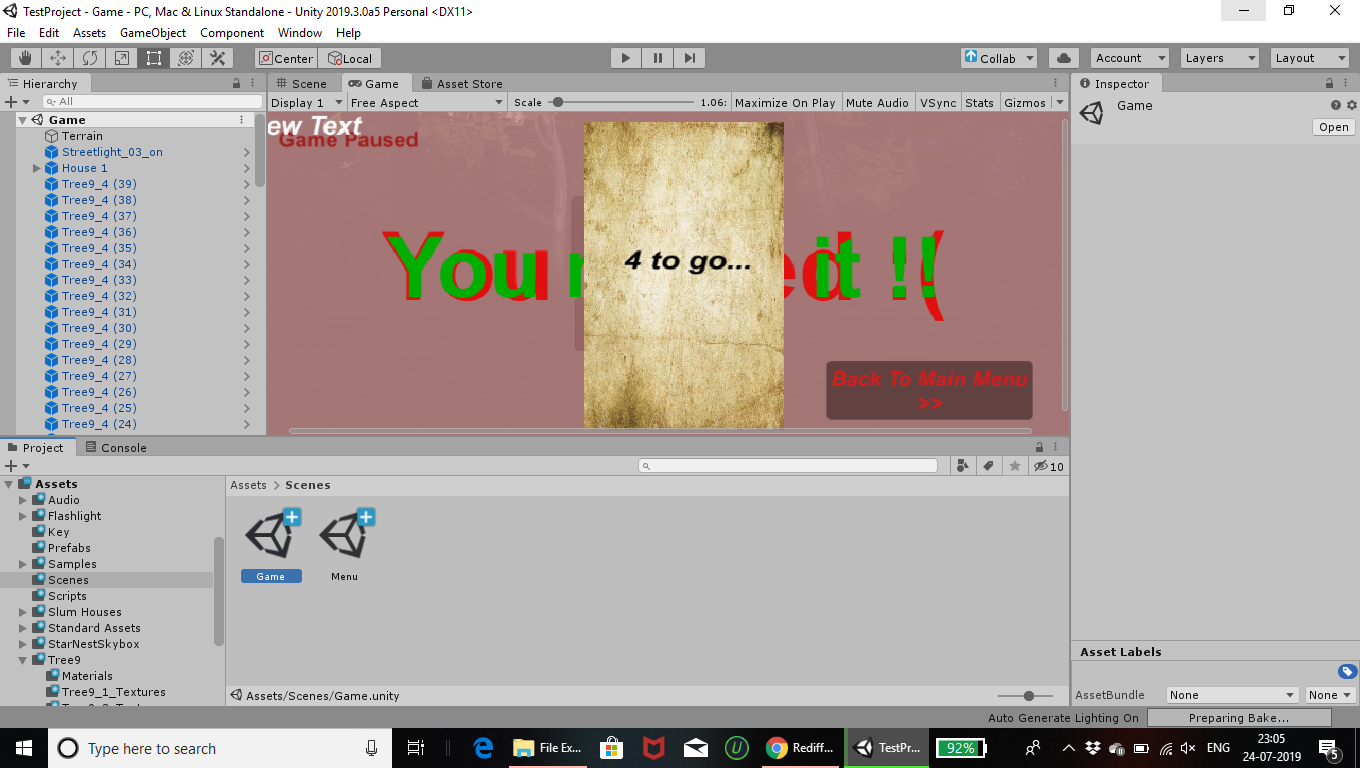 TestProject - Game - PC, Mac & Linux Standalone - Unity 2019.3.0a5 Personal <DX11>
File Edit Assets GameObject Component Window Help
Center Local Collab Account Layers Layout
Hierarchy
All
Game
Terrain
Streetlight_03_on
House 1
Tree9_4 (39)
Tree9_4 (38)
Tree9_4 (37)
Tree9_4 (36)
Tree9_4 (35)
Tree9_4 (34)
Tree9_4 (33)
Tree9_4 (32)
Tree9_4 (31)
Tree9_4 (30)
Tree9_4 (29)
Tree9_4 (28)
Tree9_4 (27)
Tree9_4 (26)
Tree9_4 (25)
Tree9_4 (24)
Scene Game Asset Store
Display 1 Free Aspect Scale 1.06: Maximize On Play Mute Audio VSync Stats Gizmos
ew Text
Game Paused
You it !!
4 to go...
Back To Main Menu
>>
Inspector
Game
Open
Project Console
10
Assets
Audio
Flashlight
Key
Prefabs
Samples
Scenes
Scripts
Slum Houses
Standard Assets
StarNestSkybox
Tree9
Materials
Tree9_1_Textures
Assets > Scenes
Game Menu
Assets/Scenes/Game.unity
Asset Labels
AssetBundle None None
Auto Generate Lighting On Preparing Bake...
Type here to search
File Ex... Rediff... TestPr... 92% ENG
23:05
24-07-2019
5